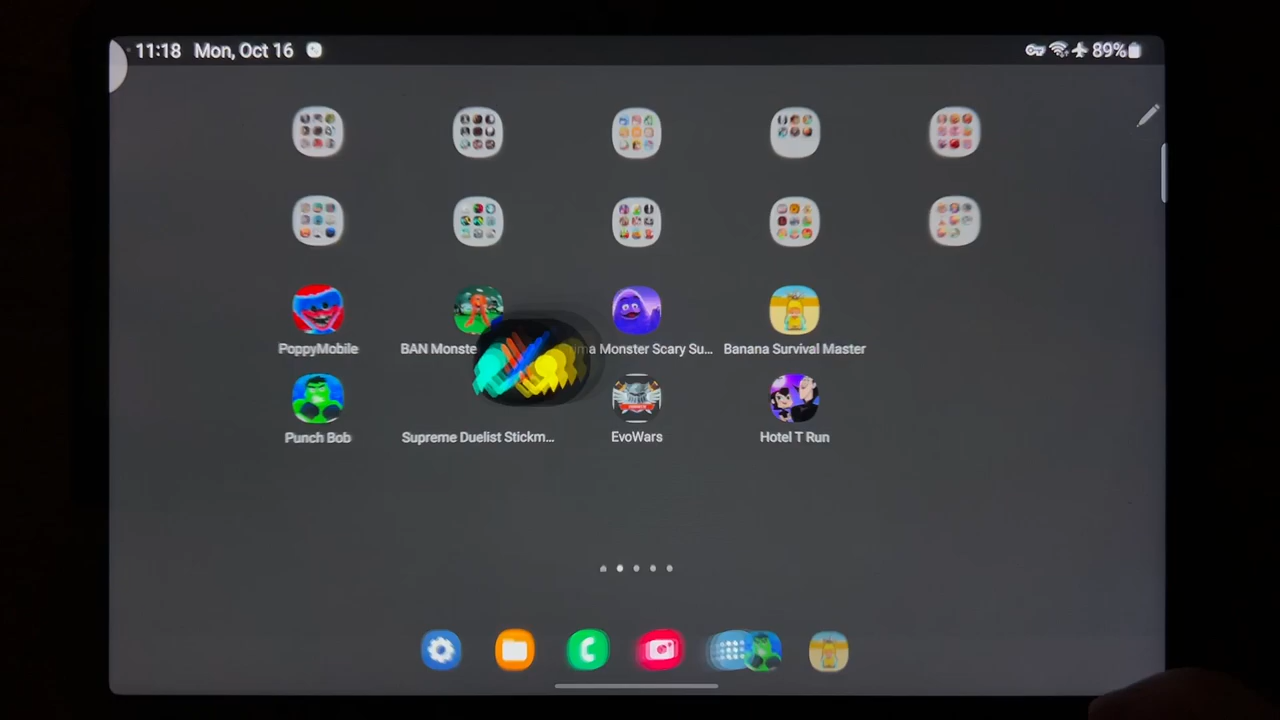 11:18 Mon, Oct 16
89%
PoppyMobile
BAN Monste
ma Monster Scary Su...
Banana Survival Master
Punch Bob
Supreme Duelist Stickm...
EvoWars
Hotel T Run